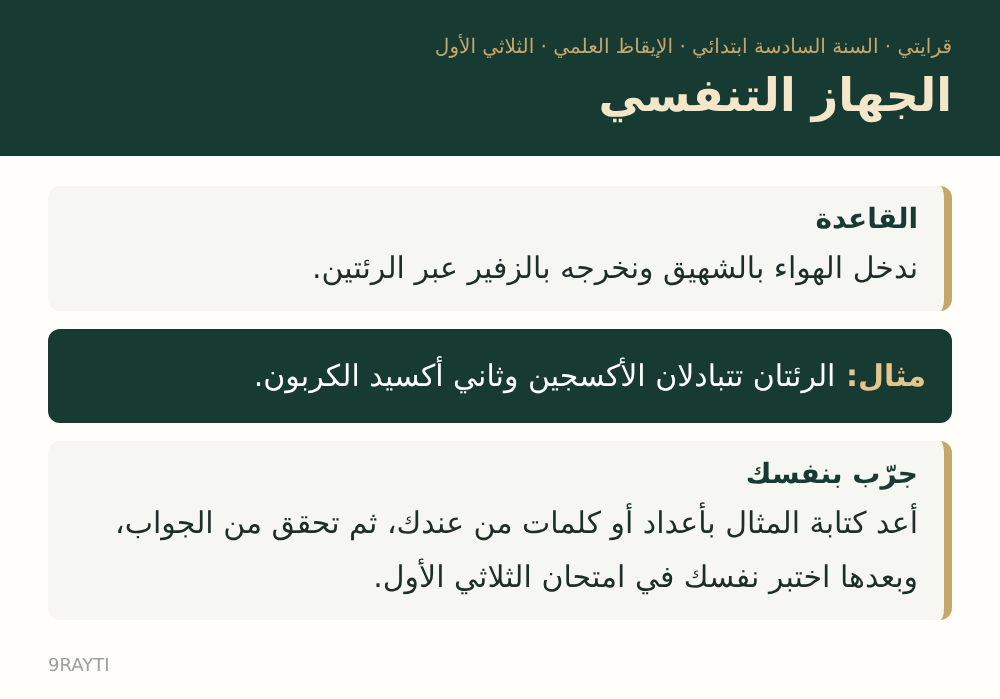 قرايتي · السنة السادسة ابتدائي · الإيقاظ العلمي · الثلاثي الأول
الجهاز التنفسي
القاعدة
ندخل الهواء بالشهيق ونخرجه بالزفير عبر الرئتين.
مثال: الرئتان تتبادلان الأكسجين وثاني أكسيد الكربون.
جرّب بنفسك
أعد كتابة المثال بأعداد أو كلمات من عندك، ثم تحقق من الجواب،
وبعدها اختبر نفسك في امتحان الثلاثي الأول.
9RAYTI